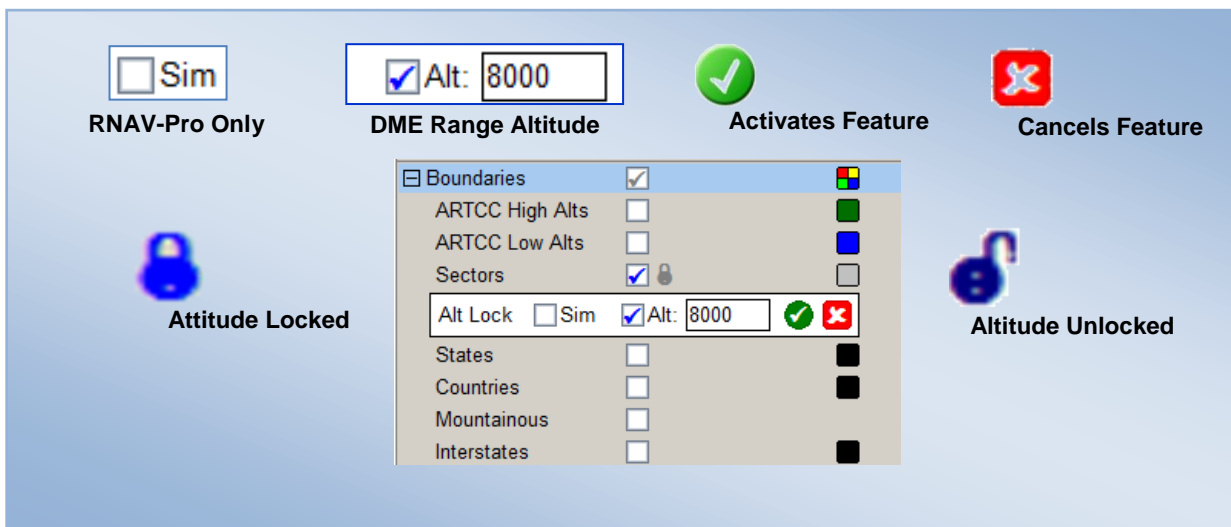 Sim
Alt: 8000
RNAV-Pro Only
DME Range Altitude
Activates Feature
Cancels Feature
Boundaries
ARTCC High Alts
ARTCC Low Alts
Sectors
Alt Lock Sim Alt: 8000
States
Countries
Mountainous
Interstates
Attitude Locked
Altitude Unlocked